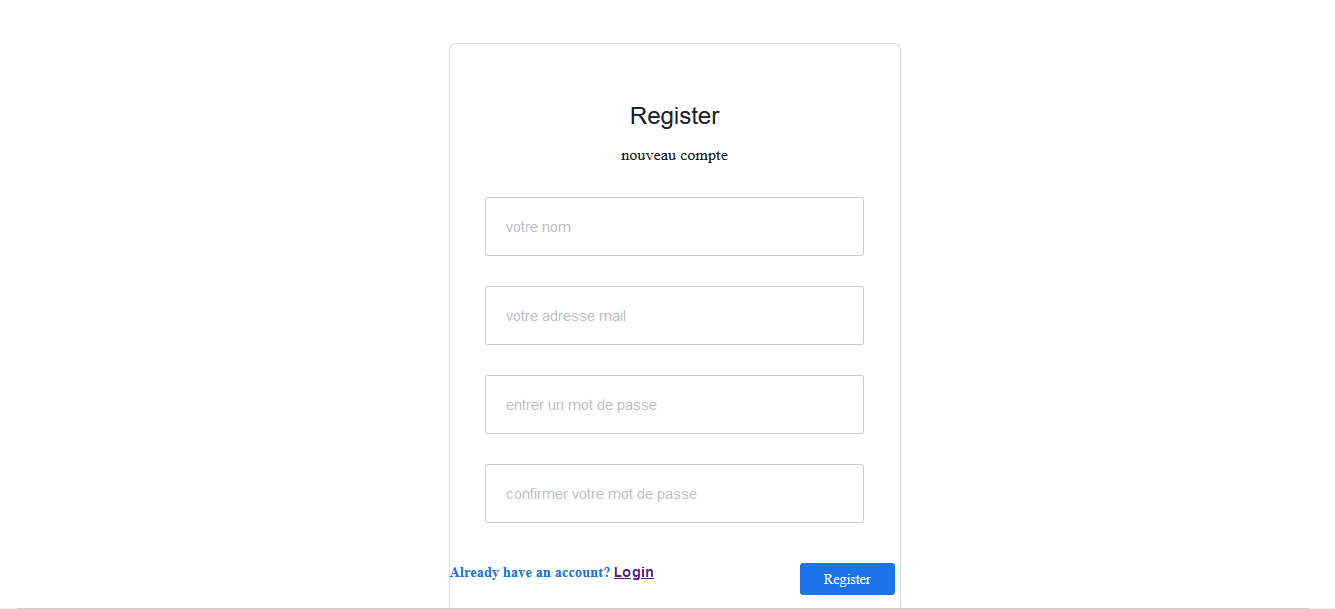 Register
nouveau compte
votre nom
votre adresse mail
entrer un mot de passe
confirmer votre mot de passe
Already have an account? Login
Register